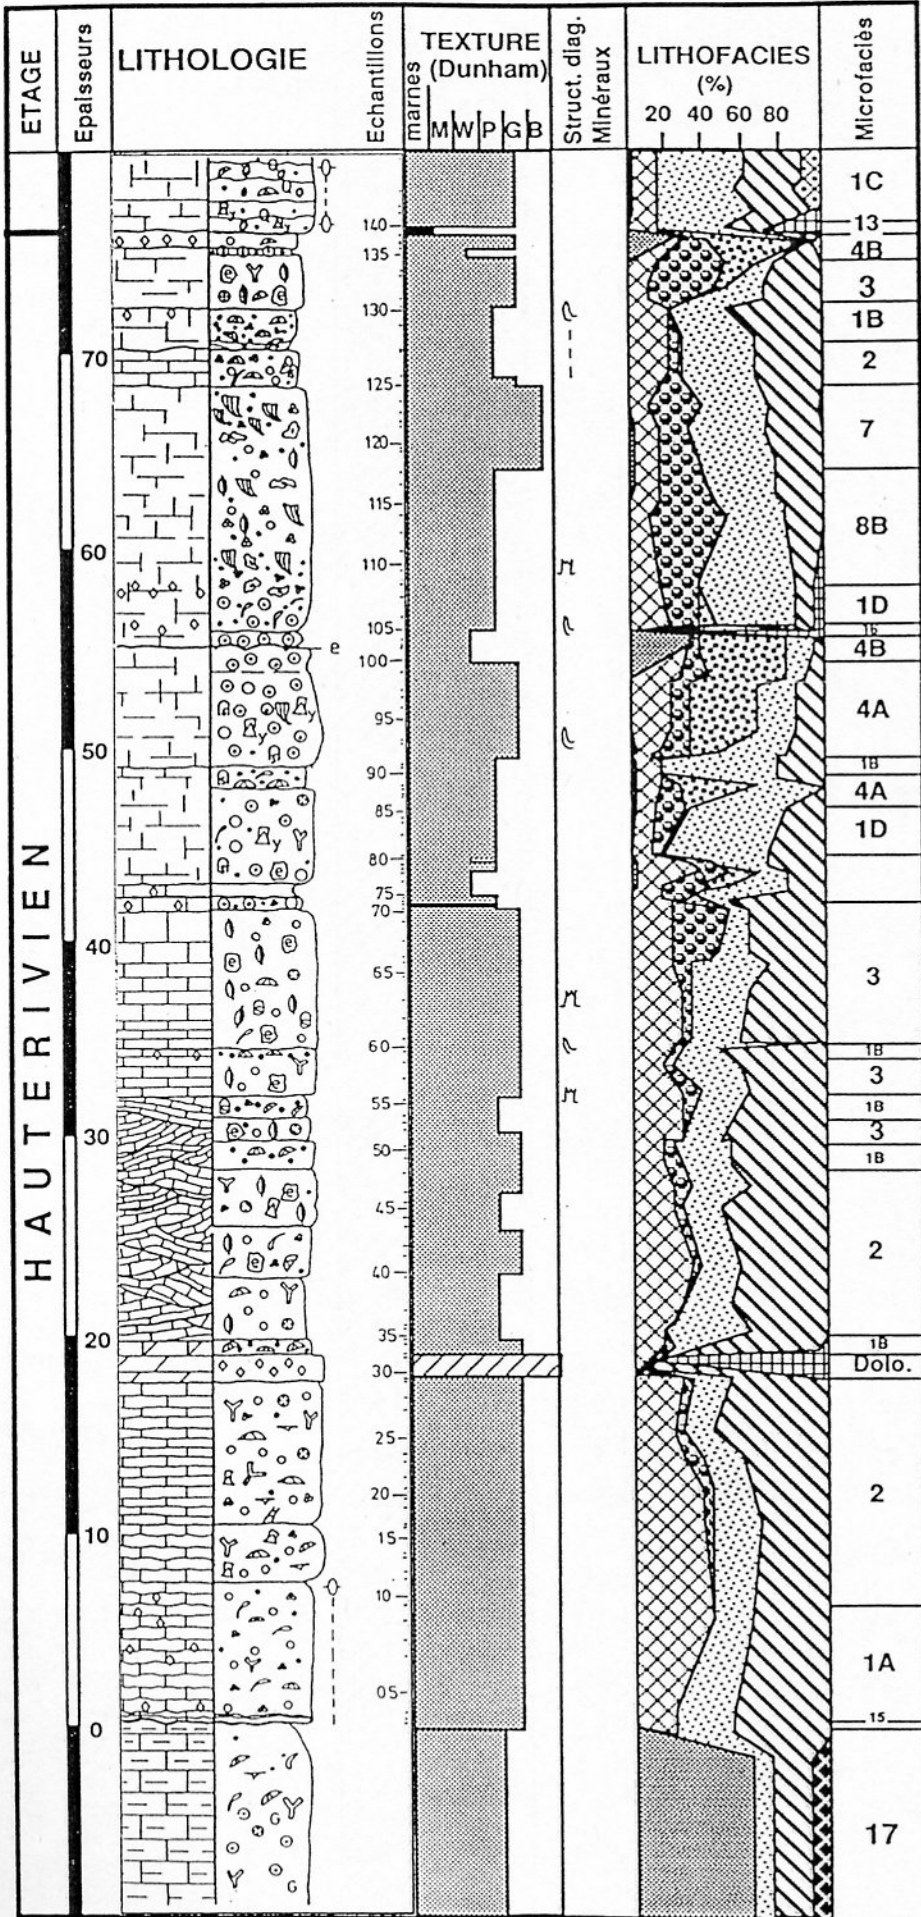 ETAGE
Epaisseurs
LITHOLOGIE
Echantillons
TEXTURE
(Dunham)
marnes
M W P G B
Struct. diag.
Minéraux
LITHOFACIES
(%)
20 40 60 80
Microfaciès
HAUTERIVIEN
70
60
50
40
30
20
10
0
e
140
135
130
125
120
115
110
105
100
95
90
85
80
75
70
65
60
55
50
45
40
35
30
25
20
15
10
05
1C
13
4B
3
1B
2
7
8B
1D
16
4B
4A
1B
4A
1D
3
1B
3
1B
3
1B
2
1B
Dolo.
2
1A
15
17